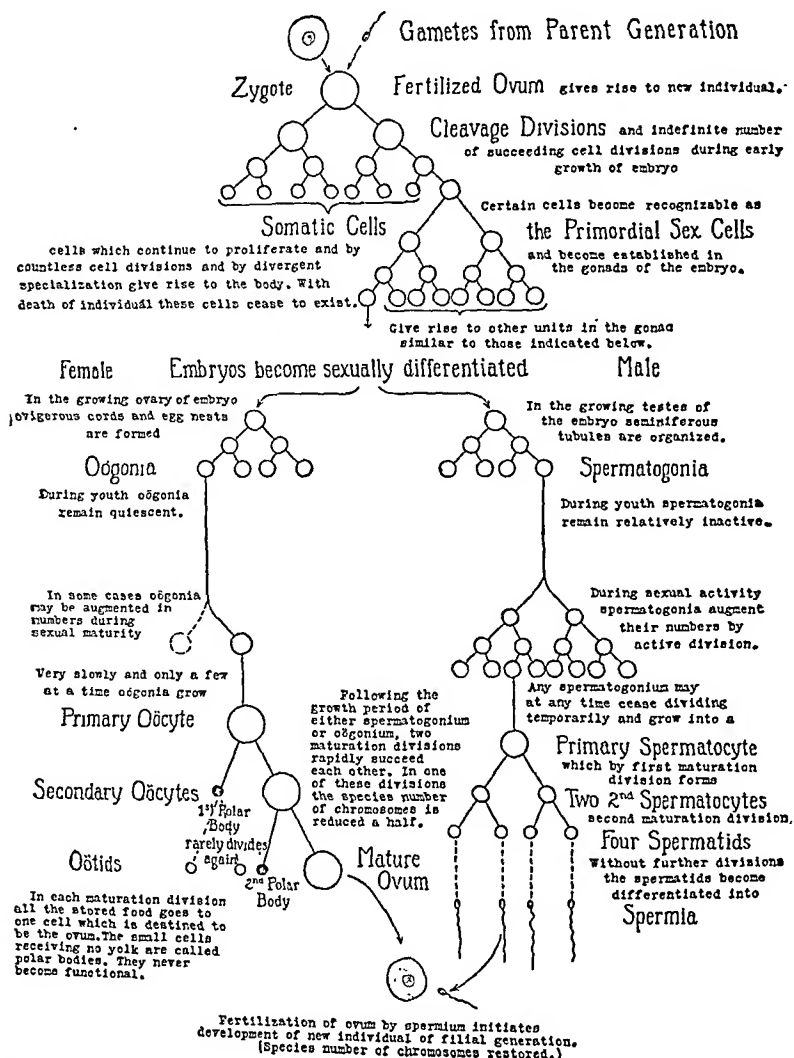 Gametes from Parent Generation
Zygote
Fertilized Ovum gives rise to new individual.
Cleavage Divisions and indefinite number
of succeeding cell divisions during early
growth of embryo
Somatic Cells
cells which continue to proliferate and by
countless cell divisions and by divergent
specialization give rise to the body. With
death of individual these cells cease to exist.
Certain cells become recognizable as
the Primordial Sex Cells
and become established in
the gonads of the embryo.
Give rise to other units in the gonad
similar to those indicated below.
Female
Embryos become sexually differentiated
Male
In the growing ovary of embryo
ovigerous cords and egg nests
are formed
In the growing testes of
the embryo seminiferous
tubules are organized.
Oögonia
Spermatogonia
During youth oögonia
remain quiescent.
During youth spermatogonia
remain relatively inactive.
In some cases oögonia
may be augmented in
numbers during
sexual maturity
During sexual activity
spermatogonia augment
their numbers by
active division.
Very slowly and only a few
at a time oögonia grow
Primary Oöcyte
Following the
growth period of
either spermatogonium
or oögonium, two
maturation divisions
rapidly succeed
each other. In one
of these divisions
the species number
of chromosomes is
reduced a half.
Any spermatogonium may
at any time cease dividing
temporarily and grow into a
Primary Spermatocyte
which by first maturation
division forms
Secondary Oöcytes
1st Polar
Body
rarely divides
again
Two 2nd Spermatocytes
second maturation division.
Four Spermatids
Without further divisions
the spermatids become
differentiated into
Spermia
Oötids
2nd Polar
Body
Mature
Ovum
In each maturation division
all the stored food goes to
one cell which is destined to
be the ovum. The small cells
receiving no yolk are called
polar bodies. They never
become functional.
Fertilization of ovum by spermium initiates
development of new individual of filial generation.
(Species number of chromosomes restored.)